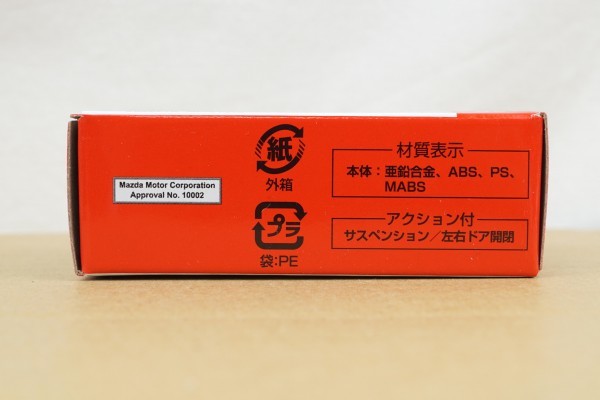 Mazda Motor Corporation
Approval No. 10002
紙
外箱
プラ
袋:PE
材質表示
本体:亜鉛合金、ABS、PS、
MABS
アクション付
サスペンション/左右ドア開閉